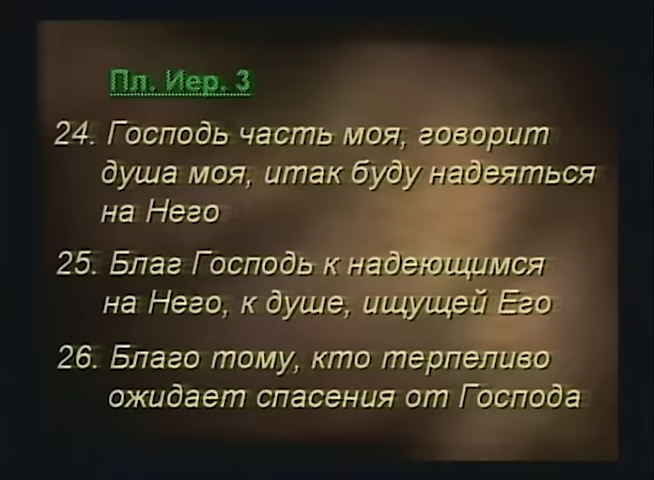 Пл. Иер. 3
24. Господь часть моя, говорит
душа моя, итак буду надеяться
на Него
25. Благ Господь к надеющимся
на Него, к душе, ищущей Его
26. Благо тому, кто терпеливо
ожидает спасения от Господа